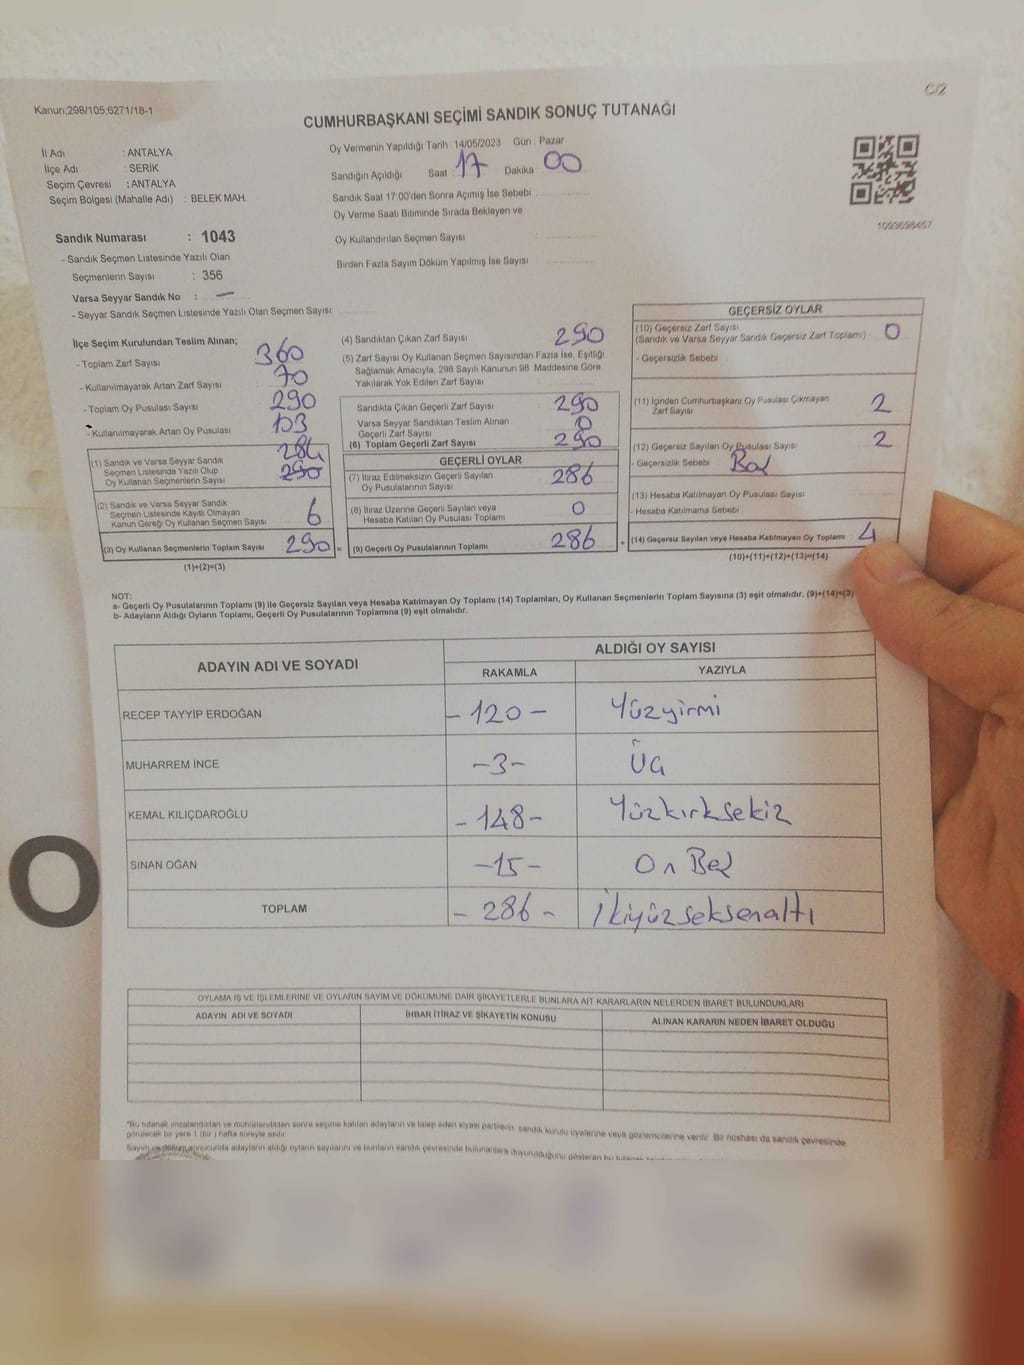 Kanun;298/105;6271/18-1
C/2
CUMHURBAŞKANI SEÇİMİ SANDIK SONUÇ TUTANAĞI
İl Adı : ANTALYA
İlçe Adı : SERİK
Seçim Çevresi : ANTALYA
Seçim Bölgesi (Mahalle Adı) : BELEK MAH.
Oy Vermenin Yapıldığı Tarih 14/05/2023 Gün : Pazar
Sandığın Açıldığı Saat 17 Dakika 00
Sandık Saat 17:00'den Sonra Açımış İse Sebebi
Oy Verme Saati Bitiminde Sırada Bekleyen ve
Oy Kullandırılan Seçmen Sayısı :
Birden Fazla Sayım Döküm Yapılmış İse Sayısı
1093698467
Sandık Numarası : 1043
- Sandık Seçmen Listesinde Yazılı Olan
Seçmenlerin Sayısı : 356
Varsa Seyyar Sandık No : —
- Seyyar Sandık Seçmen Listesinde Yazılı Olan Seçmen Sayısı:
İlçe Seçim Kurulundan Teslim Alınan;
- Toplam Zarf Sayısı 360
- Kullanılmayarak Artan Zarf Sayısı 70
- Toplam Oy Pusulası Sayısı 290
- Kullanılmayarak Artan Oy Pusulası 103
(1) Sandık ve Varsa Seyyar Sandık 284
Seçmen Listesinde Yazılı Olup
Oy Kullanan Seçmenlerin Sayısı 290
(2) Sandık ve Varsa Seyyar Sandık
Seçmen Listesinde Kayıtlı Olmayan
Kanun Gereği Oy Kullanan Seçmen Sayısı 6
(3) Oy Kullanan Seçmenlerin Toplam Sayısı 290 =
(1)+(2)=(3)
(4) Sandıktan Çıkan Zarf Sayısı 290
(5) Zarf Sayısı Oy Kullanan Seçmen Sayısından Fazla İse, Eşitliği
Sağlamak Amacıyla, 298 Sayılı Kanunun 98. Maddesine Göre
Yakılarak Yok Edilen Zarf Sayısı
Sandıkta Çıkan Geçerli Zarf Sayısı 290
Varsa Seyyar Sandıktan Teslim Alınan
Geçerli Zarf Sayısı 0
(6) Toplam Geçerli Zarf Sayısı 290
GEÇERLİ OYLAR
(7) İtiraz Edilmeksizin Geçerli Sayılan
Oy Pusulalarının Sayısı 286
(8) İtiraz Üzerine Geçerli Sayılan veya
Hesaba Katılan Oy Pusulası Toplamı 0
(9) Geçerli Oy Pusulalarının Toplamı 286 +
GEÇERSİZ OYLAR
(10) Geçersiz Zarf Sayısı
(Sandık ve Varsa Seyyar Sandık Geçersiz Zarf Toplamı) 0
- Geçersizlik Sebebi
(11) İçinden Cumhurbaşkanı Oy Pusulası Çıkmayan
Zarf Sayısı 2
(12) Geçersiz Sayılan Oy Pusulası Sayısı 2
- Geçersizlik Sebebi Boş
(13) Hesaba Katılmayan Oy Pusulası Sayısı
- Hesaba Katılmama Sebebi
(14) Geçersiz Sayılan veya Hesaba Katılmayan Oy Toplamı 4
(10)+(11)+(12)+(13)=(14)
NOT:
a- Geçerli Oy Pusulalarının Toplamı (9) ile Geçersiz Sayılan veya Hesaba Katılmayan Oy Toplamı (14) Toplamları, Oy Kullanan Seçmenlerin Toplam Sayısına (3) eşit olmalıdır. (9)+(14)=(3)
b- Adayların Aldığı Oyların Toplamı, Geçerli Oy Pusulalarının Toplamına (9) eşit olmalıdır.
ADAYIN ADI VE SOYADI
ALDIĞI OY SAYISI
RAKAMLA YAZIYLA
RECEP TAYYİP ERDOĞAN -120- Yüzyirmi
MUHARREM İNCE -3- Üç
KEMAL KILIÇDAROĞLU -148- Yüzkırksekiz
SİNAN OĞAN -15- On Beş
TOPLAM -286- İkiyüzseksenaltı
OYLAMA İŞ VE İŞLEMLERİNE VE OYLARIN SAYIM VE DÖKÜMÜNE DAİR ŞİKAYETLERLE BUNLARA AİT KARARLARIN NELERDEN İBARET BULUNDUKLARI
ADAYIN ADI VE SOYADI İHBAR İTİRAZ VE ŞİKAYETİN KONUSU ALINAN KARARIN NEDEN İBARET OLDUĞU
*Bu tutanak imzalandıktan ve mühürlendikten sonra seçime katılan adayların ve talep eden siyasi partilerin sandık kurulu üyelerine veya gözlemcilerine verilir. Bir nüshası da sandık çevresinde
görülecek bir yere 1 (bir) hafta süreyle asılır.
Sayım ve döküm sonucunda adayların aldığı oyların sayılarını ve bunların sandık çevresinde bulunanlara duyurulduğunu gösteren bu